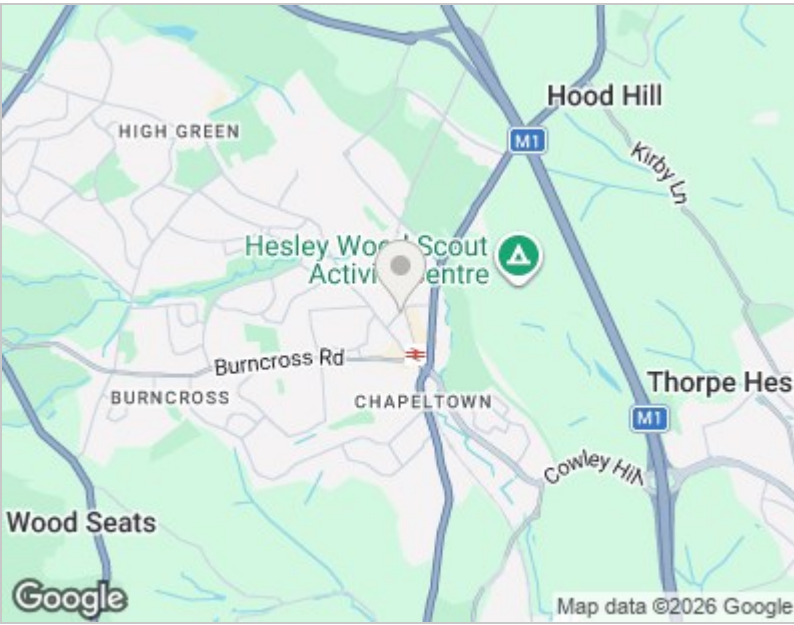 Hood Hill
M1
HIGH GREEN
Kirby Ln
Hesley Wood Scout
Activity Centre
Burncross Rd
BURNCROSS
CHAPELTOWN
Thorpe Hes
M1
Cowley Hill
Wood Seats
Google
Map data ©2026 Google